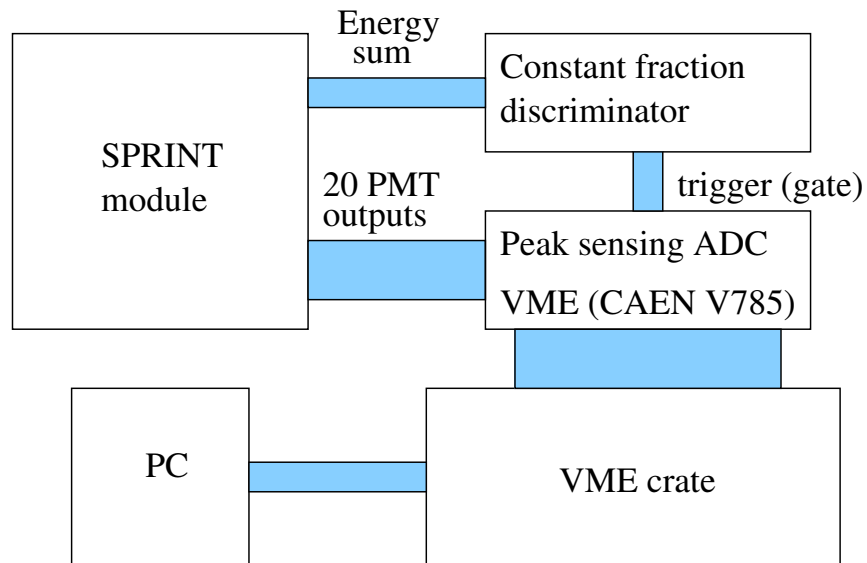 Energy
sum
Constant fraction
discriminator
SPRINT
module
20 PMT
outputs
trigger (gate)
Peak sensing ADC
VME (CAEN V785)
PC
VME crate